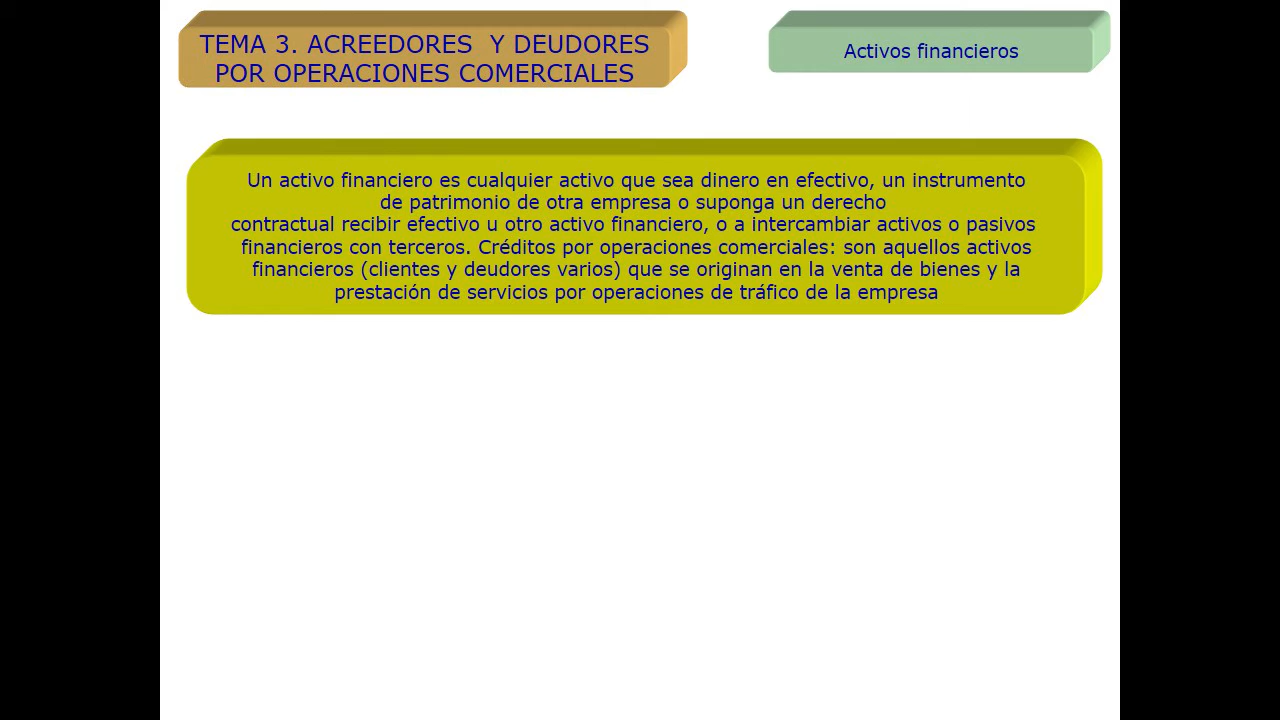 TEMA 3. ACREEDORES Y DEUDORES
POR OPERACIONES COMERCIALES
Activos financieros
Un activo financiero es cualquier activo que sea dinero en efectivo, un instrumento
de patrimonio de otra empresa o suponga un derecho
contractual recibir efectivo u otro activo financiero, o a intercambiar activos o pasivos
financieros con terceros. Créditos por operaciones comerciales: son aquellos activos
financieros (clientes y deudores varios) que se originan en la venta de bienes y la
prestación de servicios por operaciones de tráfico de la empresa